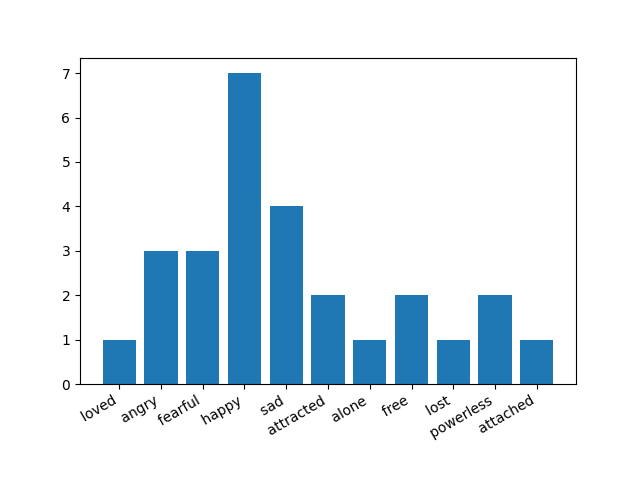 7
6
5
4
3
2
1
0
loved
angry
fearful
happy
sad
attracted
alone
free
lost
powerless
attached